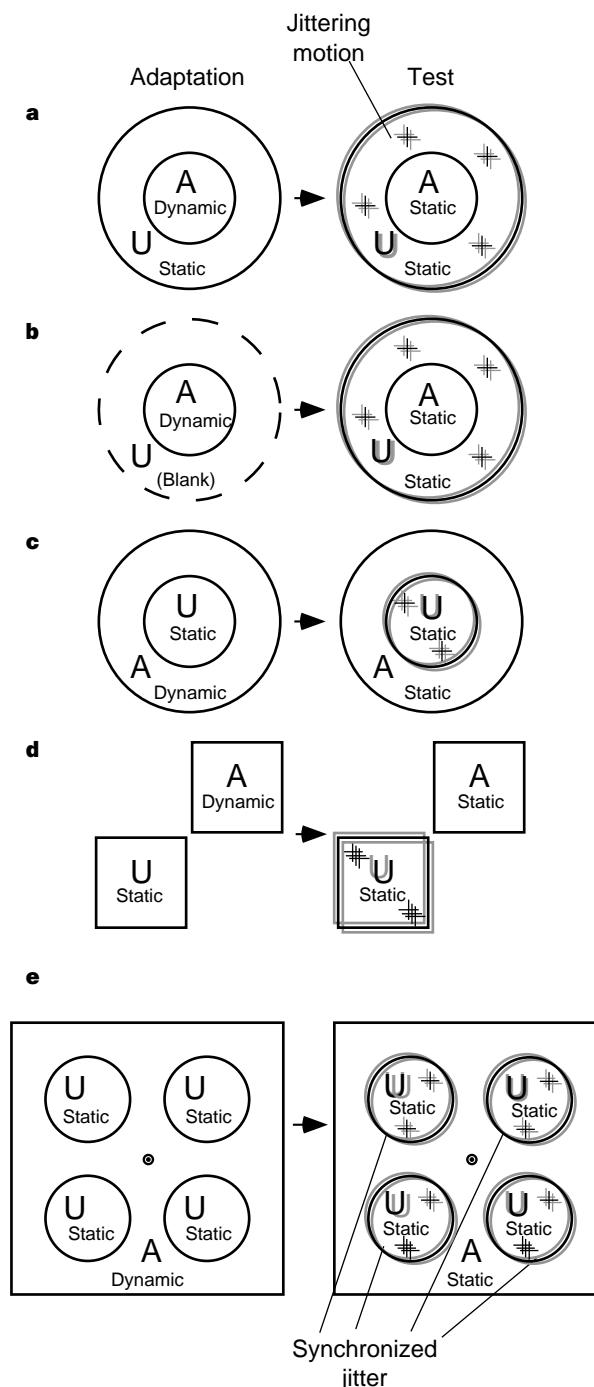 Jittering
motion
Adaptation Test
a
A A
Dynamic Static
U U
Static Static
b
A A
Dynamic Static
U U
(Blank) Static
c
U U
Static Static
A A
Dynamic Static
d
A A
Dynamic Static
U U
Static Static
e
U U U U
Static Static Static Static
U U U U
Static Static Static Static
A A
Dynamic Static
Synchronized
jitter